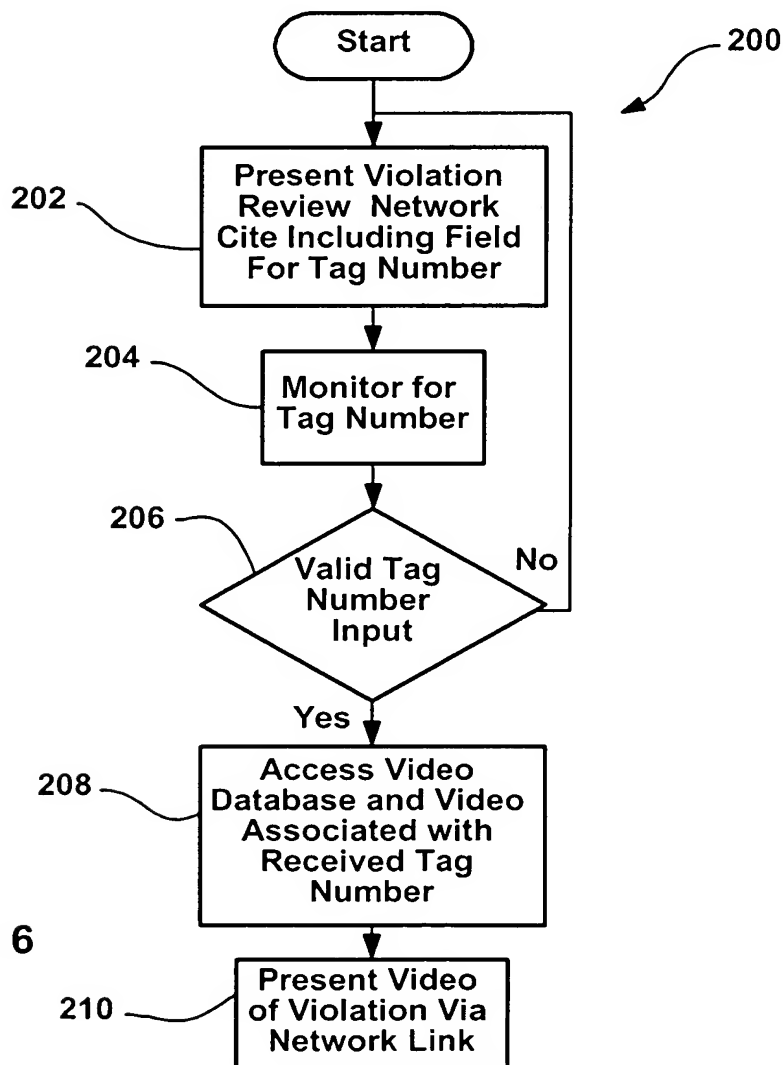 Start
200
202
Present Violation
Review Network
Cite Including Field
For Tag Number
204
Monitor for
Tag Number
206
Valid Tag
Number
Input
No
Yes
208
Access Video
Database and Video
Associated with
Received Tag
Number
6
210
Present Video
of Violation Via
Network Link